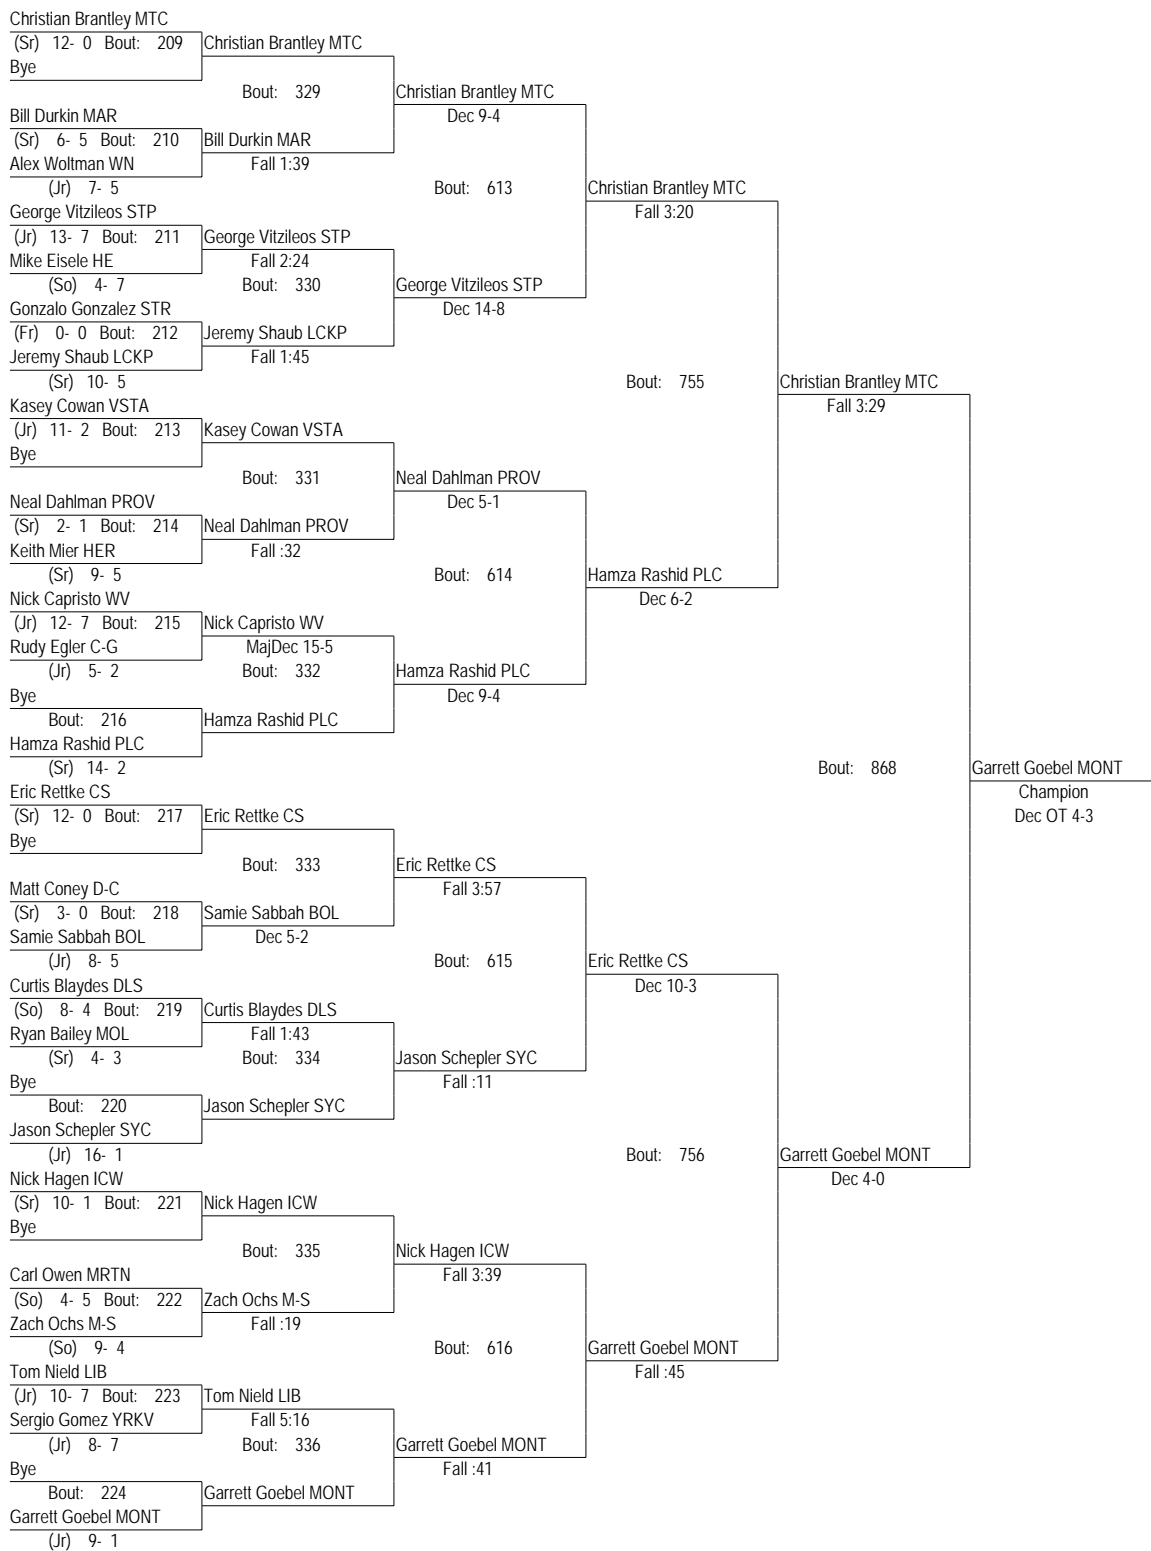 Christian Brantley MTC
(Sr) 12- 0 Bout: 209 Christian Brantley MTC
Bye
Bout: 329 Christian Brantley MTC
Bill Durkin MAR Dec 9-4
(Sr) 6- 5 Bout: 210 Bill Durkin MAR
Alex Woltman WN Fall 1:39
(Jr) 7- 5 Bout: 613 Christian Brantley MTC
George Vitzileos STP Fall 3:20
(Jr) 13- 7 Bout: 211 George Vitzileos STP
Mike Eisele HE Fall 2:24
(So) 4- 7 Bout: 330 George Vitzileos STP
Gonzalo Gonzalez STR Dec 14-8
(Fr) 0- 0 Bout: 212 Jeremy Shaub LCKP
Jeremy Shaub LCKP Fall 1:45
(Sr) 10- 5 Bout: 755 Christian Brantley MTC
Kasey Cowan VSTA Fall 3:29
(Jr) 11- 2 Bout: 213 Kasey Cowan VSTA
Bye
Bout: 331 Neal Dahlman PROV
Neal Dahlman PROV Dec 5-1
(Sr) 2- 1 Bout: 214 Neal Dahlman PROV
Keith Mier HER Fall :32
(Sr) 9- 5 Bout: 614 Hamza Rashid PLC
Nick Capristo WV Dec 6-2
(Jr) 12- 7 Bout: 215 Nick Capristo WV
Rudy Egler C-G MajDec 15-5
(Jr) 5- 2 Bout: 332 Hamza Rashid PLC
Bye Dec 9-4
Bout: 216 Hamza Rashid PLC
Hamza Rashid PLC
(Sr) 14- 2 Bout: 868 Garrett Goebel MONT
Eric Rettke CS Champion
(Sr) 12- 0 Bout: 217 Eric Rettke CS Dec OT 4-3
Bye
Bout: 333 Eric Rettke CS
Matt Coney D-C Fall 3:57
(Sr) 3- 0 Bout: 218 Samie Sabbah BOL
Samie Sabbah BOL Dec 5-2
(Jr) 8- 5 Bout: 615 Eric Rettke CS
Curtis Blaydes DLS Dec 10-3
(So) 8- 4 Bout: 219 Curtis Blaydes DLS
Ryan Bailey MOL Fall 1:43
(Sr) 4- 3 Bout: 334 Jason Schepler SYC
Bye Fall :11
Bout: 220 Jason Schepler SYC
Jason Schepler SYC
(Jr) 16- 1 Bout: 756 Garrett Goebel MONT
Nick Hagen ICW Dec 4-0
(Sr) 10- 1 Bout: 221 Nick Hagen ICW
Bye
Bout: 335 Nick Hagen ICW
Carl Owen MRTN Fall 3:39
(So) 4- 5 Bout: 222 Zach Ochs M-S
Zach Ochs M-S Fall :19
(So) 9- 4 Bout: 616 Garrett Goebel MONT
Tom Nield LIB Fall :45
(Jr) 10- 7 Bout: 223 Tom Nield LIB
Sergio Gomez YRKV Fall 5:16
(Jr) 8- 7 Bout: 336 Garrett Goebel MONT
Bye Fall :41
Bout: 224 Garrett Goebel MONT
Garrett Goebel MONT
(Jr) 9- 1